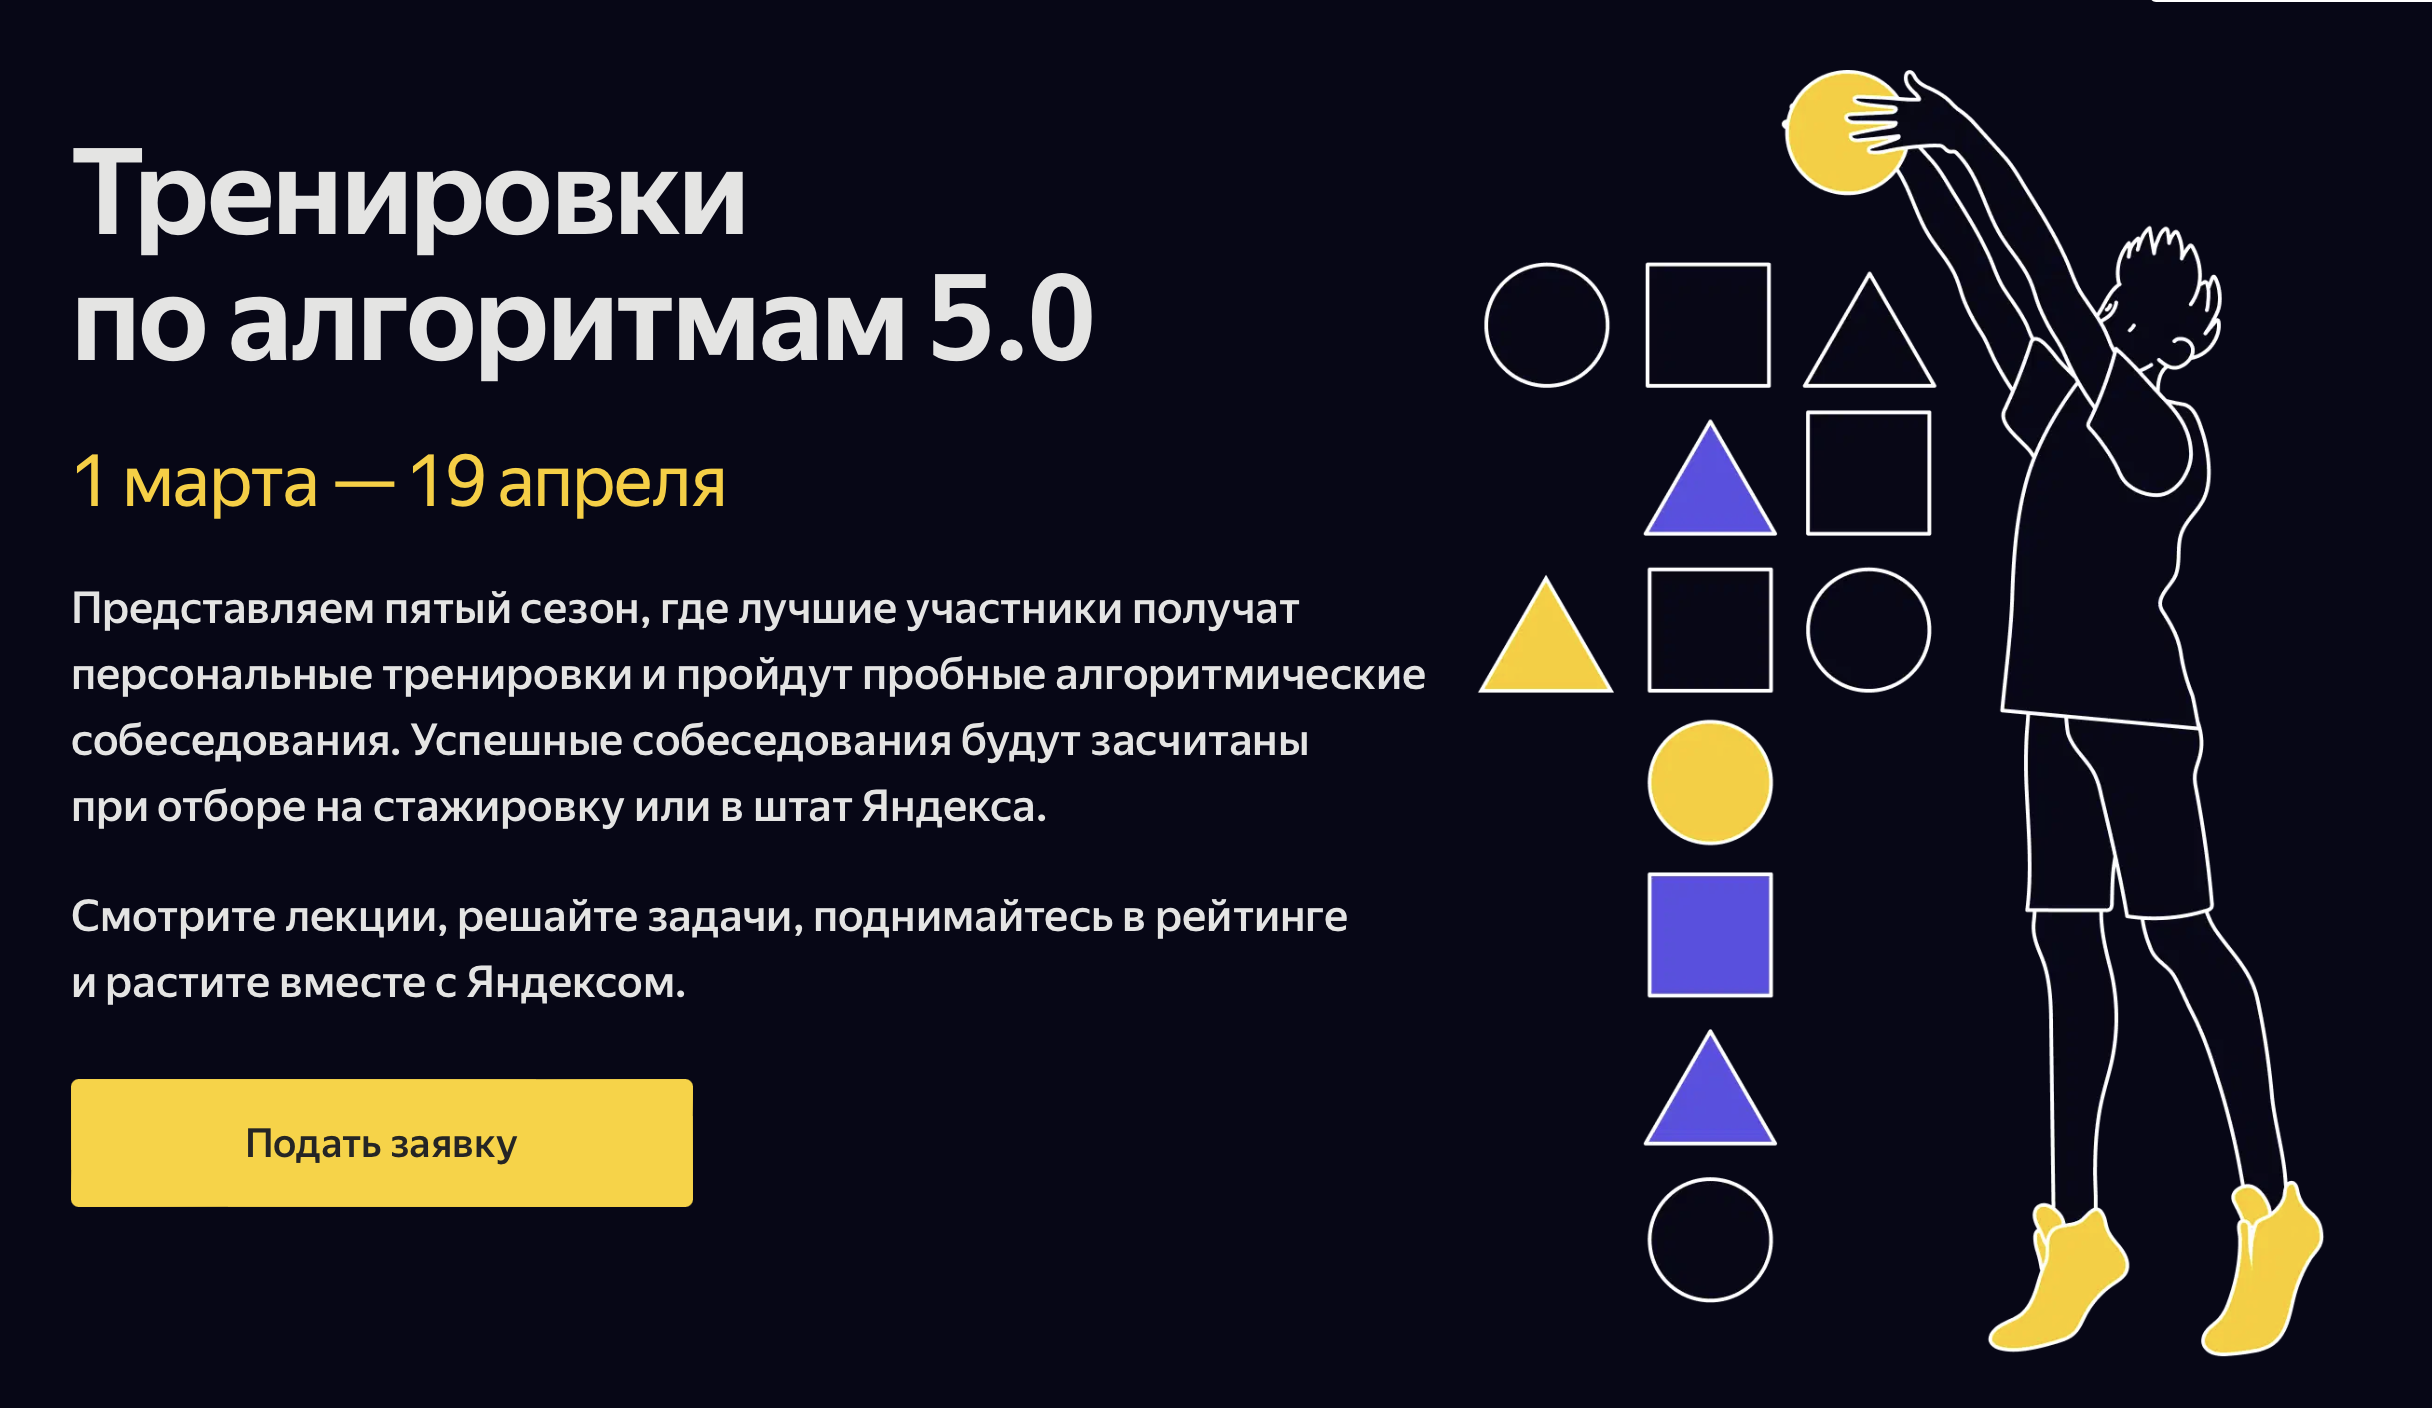 Тренировки
по алгоритмам 5.0
1 марта — 19 апреля
Представляем пятый сезон, где лучшие участники получат
персональные тренировки и пройдут пробные алгоритмические
собеседования. Успешные собеседования будут засчитаны
при отборе на стажировку или в штат Яндекса.
Смотрите лекции, решайте задачи, поднимайтесь в рейтинге
и растите вместе с Яндексом.
Подать заявку